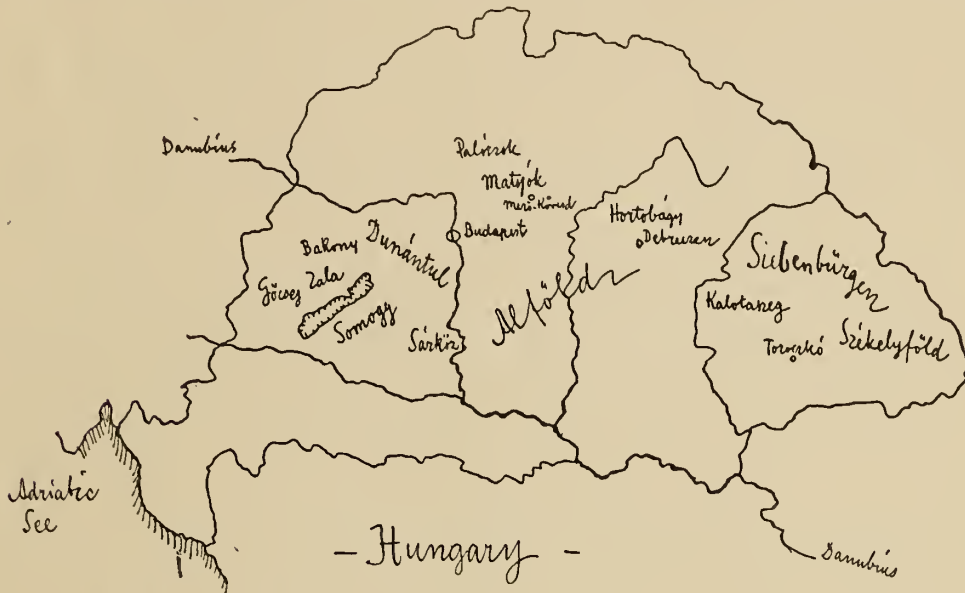 Danubius
Palóczok
Matyók
Mező-Kövesd
Budapest
Hortobágy
Debreczen
Bakony
Dunántul
Göcsej
Zala
Somogy
Sárköz
Alföld
Siebenbürgen
Kalotaszeg
Toroczkó
Székelyföld
Adriatic
See
- Hungary -
Danubius